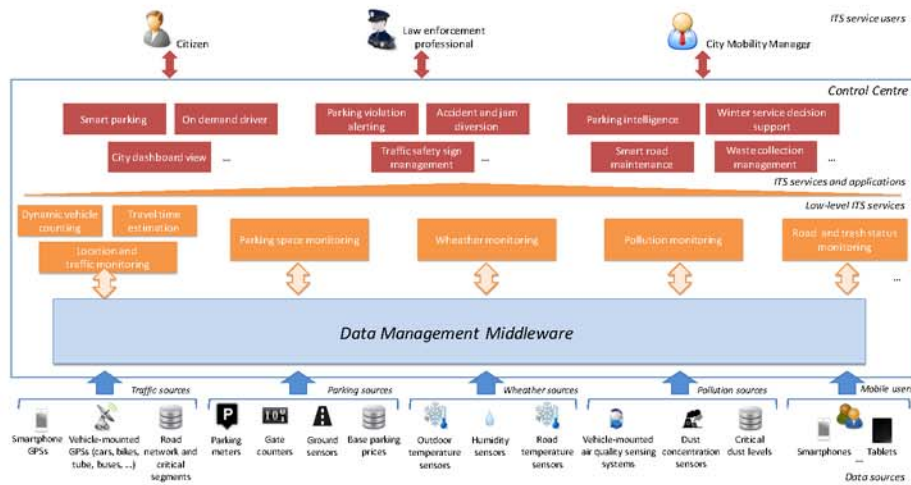 ITS service users
Citizen
Law enforcement
professional
City Mobility Manager
Control Centre
Smart parking
On demand driver
City dashboard view
...
Parking violation
alerting
Accident and jam
diversion
Traffic safety sign
management
...
Parking intelligence
Winter service decision
support
Smart road
maintenance
Waste collection
management
...
ITS services and applications
Low-level ITS services
Dynamic vehicle
counting
Travel time
estimation
Location and
traffic monitoring
Parking space monitoring
Wheather monitoring
Pollution monitoring
Road and trash status
monitoring
...
Data Management Middleware
Traffic sources
Parking sources
Wheather sources
Pollution sources
Mobile users
Smartphone
GPSs
Vehicle-mounted
GPSs (cars, bikes,
tube, buses, ...)
Road
network and
critical
segments
P
Parking
meters
Gate
counters
Ground
sensors
Base parking
prices
Outdoor
temperature
sensors
Humidity
sensors
Road
temperature
sensors
Vehicle-mounted
air quality sensing
systems
Dust
concentration
sensors
Critical
dust levels
Smartphones
...
Tablets
Data sources